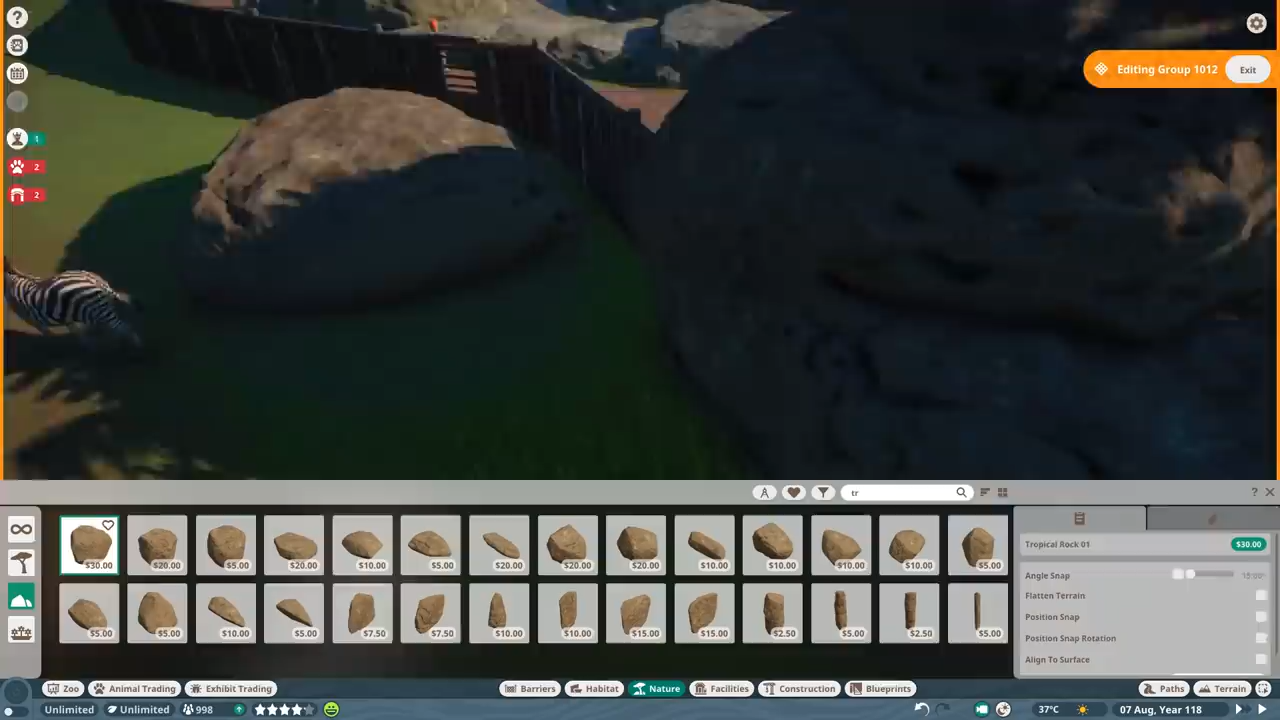 ?
Editing Group 1012 Exit
1
2
2
tr
? ×
$30.00 $20.00 $5.00 $20.00 $10.00 $5.00 $20.00 $20.00 $20.00 $10.00 $10.00 $10.00 $10.00 $5.00
$5.00 $5.00 $10.00 $5.00 $7.50 $7.50 $10.00 $10.00 $15.00 $15.00 $2.50 $5.00 $2.50 $5.00
Tropical Rock 01 $30.00
Angle Snap 15.00°
Flatten Terrain
Position Snap
Position Snap Rotation
Align To Surface
Zoo Animal Trading Exhibit Trading Barriers Habitat Nature Facilities Construction Blueprints Paths Terrain
Unlimited Unlimited 998 37°C 07 Aug, Year 118